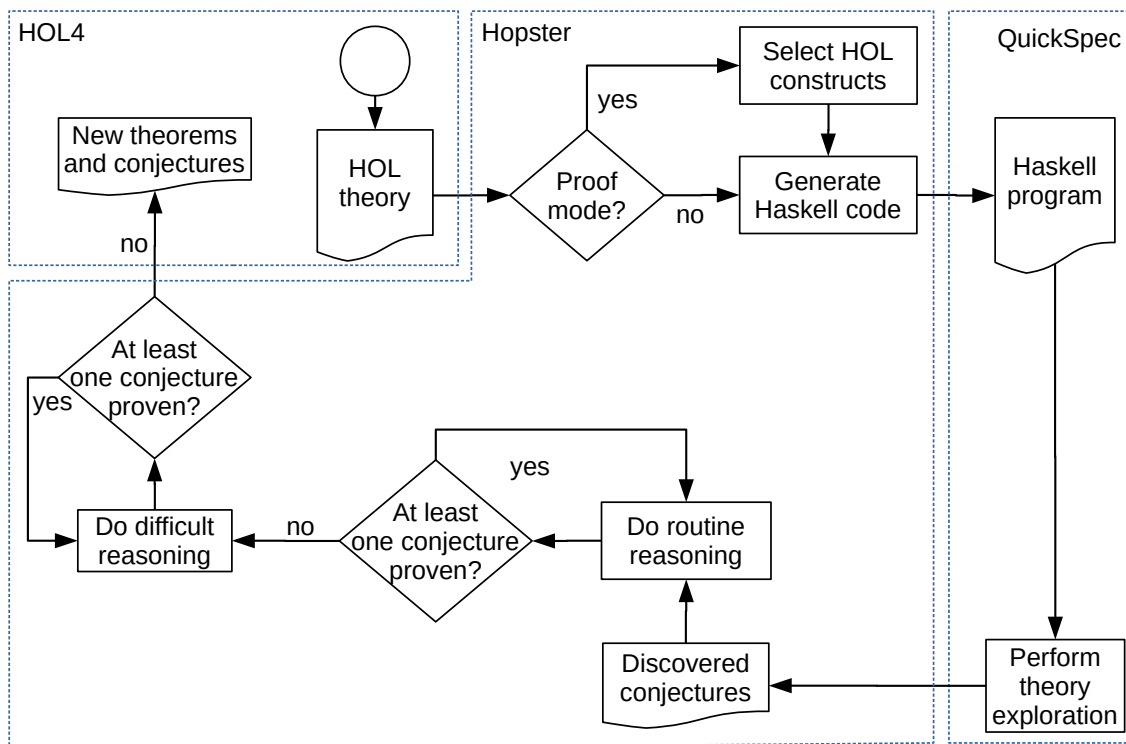 HOL4
Hopster
QuickSpec
Select HOL
constructs
yes
New theorems
and conjectures
HOL
theory
Proof
mode?
no
Generate
Haskell code
Haskell
program
no
At least
one conjecture
proven?
yes
yes
Do difficult
reasoning
no
At least
one conjecture
proven?
Do routine
reasoning
Discovered
conjectures
Perform
theory
exploration